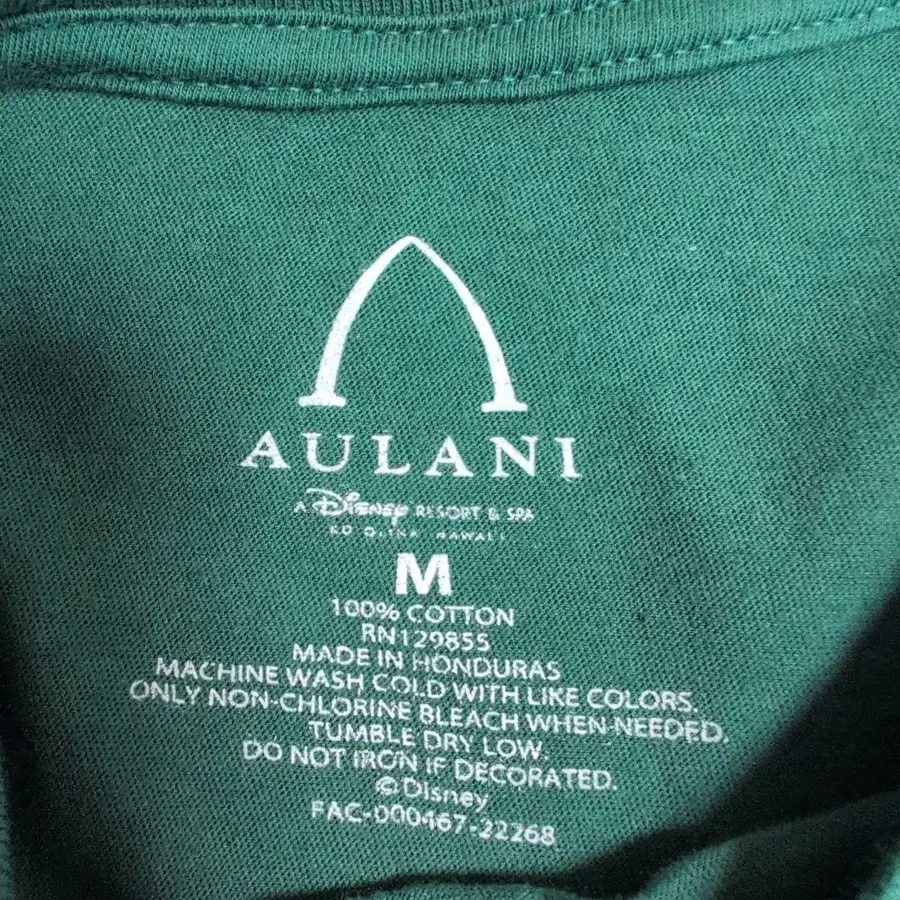 AULANI
A Disney RESORT & SPA
KO OLINA HAWAI I
M
100% COTTON
RN129855
MADE IN HONDURAS
MACHINE WASH COLD WITH LIKE COLORS.
ONLY NON-CHLORINE BLEACH WHEN NEEDED.
TUMBLE DRY LOW.
DO NOT IRON IF DECORATED.
©Disney
FAC-000467-22268